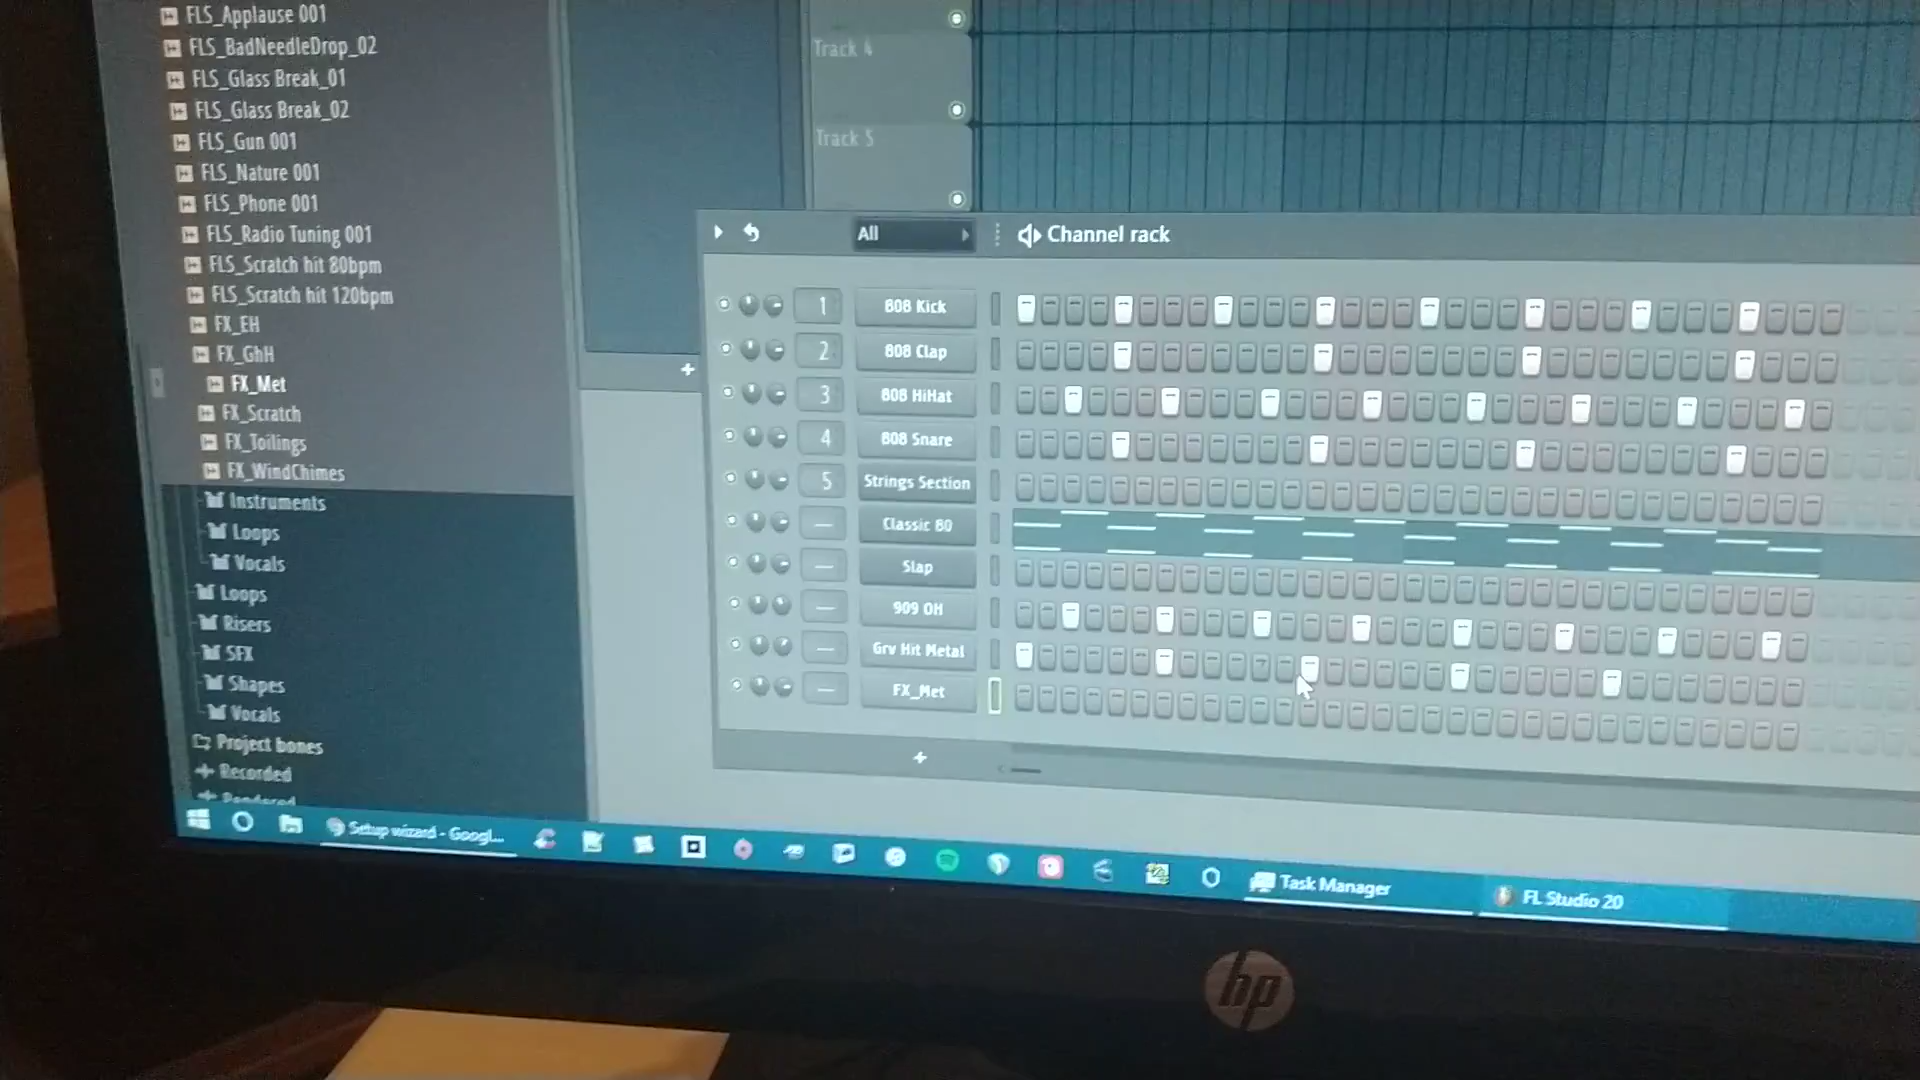 FLS_Applause 001
FLS_BadNeedleDrop_02
FLS_Glass Break_01
FLS_Glass Break_02
FLS_Gun 001
FLS_Nature 001
FLS_Phone 001
FLS_Radio Tuning 001
FLS_Scratch hit 80bpm
FLS_Scratch hit 120bpm
FX_EH
FX_GhH
FX_Met
FX_Scratch
FX_Toilings
FX_WindChimes
Instruments
Loops
Vocals
Loops
Risers
SFX
Shapes
Vocals
Project bones
Recorded
Rendered
Track 4
Track 5
All
Channel rack
1 808 Kick
2 808 Clap
3 808 HiHat
4 808 Snare
5 Strings Section
Classic 80
Slap
909 OH
Grv Hit Metal
FX_Met
Setup wizard - Googl...
Task Manager
FL Studio 20
hp